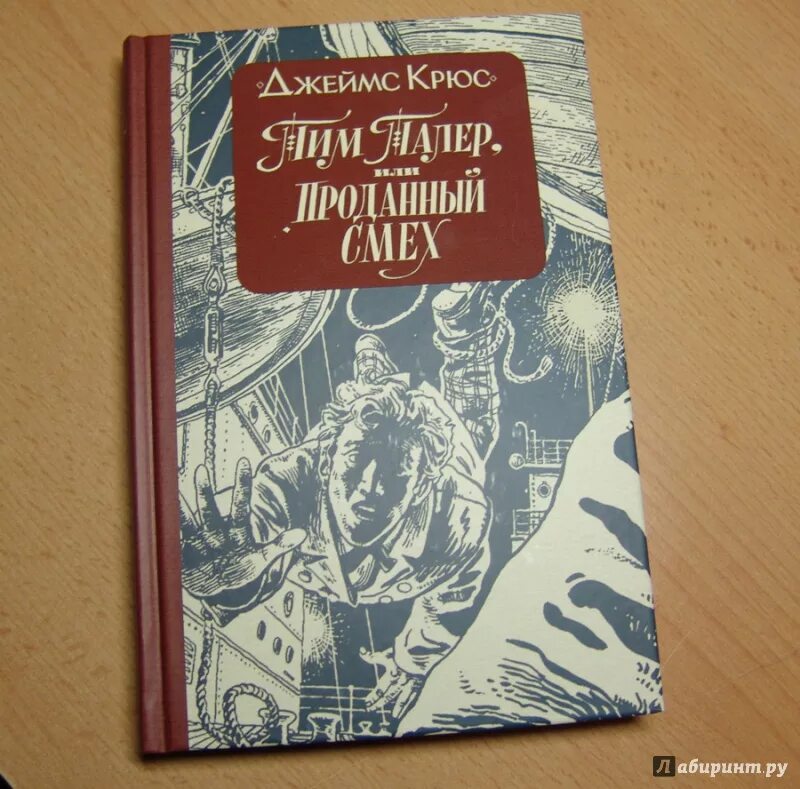 Джеймс Крюс
Тим Талер,
или
Проданный
смех
Лабиринт.ру